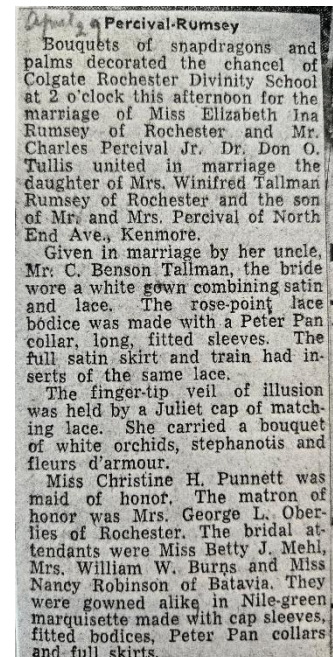 april 29
Percival-Rumsey
Bouquets of snapdragons and
palms decorated the chancel of
Colgate Rochester Divinity School
at 2 o'clock this afternoon for the
marriage of Miss Elizabeth Ina
Rumsey of Rochester and Mr.
Charles Percival Jr. Dr. Don O.
Tullis united in marriage the
daughter of Mrs. Winifred Tallman
Rumsey of Rochester and the son
of Mr. and Mrs. Percival of North
End Ave., Kenmore.
Given in marriage by her uncle,
Mr. C. Benson Tallman, the bride
wore a white gown combining satin
and lace. The rose-point lace
bodice was made with a Peter Pan
collar, long, fitted sleeves. The
full satin skirt and train had in-
serts of the same lace.
The finger-tip veil of illusion
was held by a Juliet cap of match-
ing lace. She carried a bouquet
of white orchids, stephanotis and
fleurs d'armour.
Miss Christine H. Punnett was
maid of honor. The matron of
honor was Mrs. George L. Ober-
lies of Rochester. The bridal at-
tendants were Miss Betty J. Mehl,
Mrs. William W. Burns and Miss
Nancy Robinson of Batavia. They
were gowned alike in Nile-green
marquisette made with cap sleeves,
fitted bodices, Peter Pan collars
and full skirts.